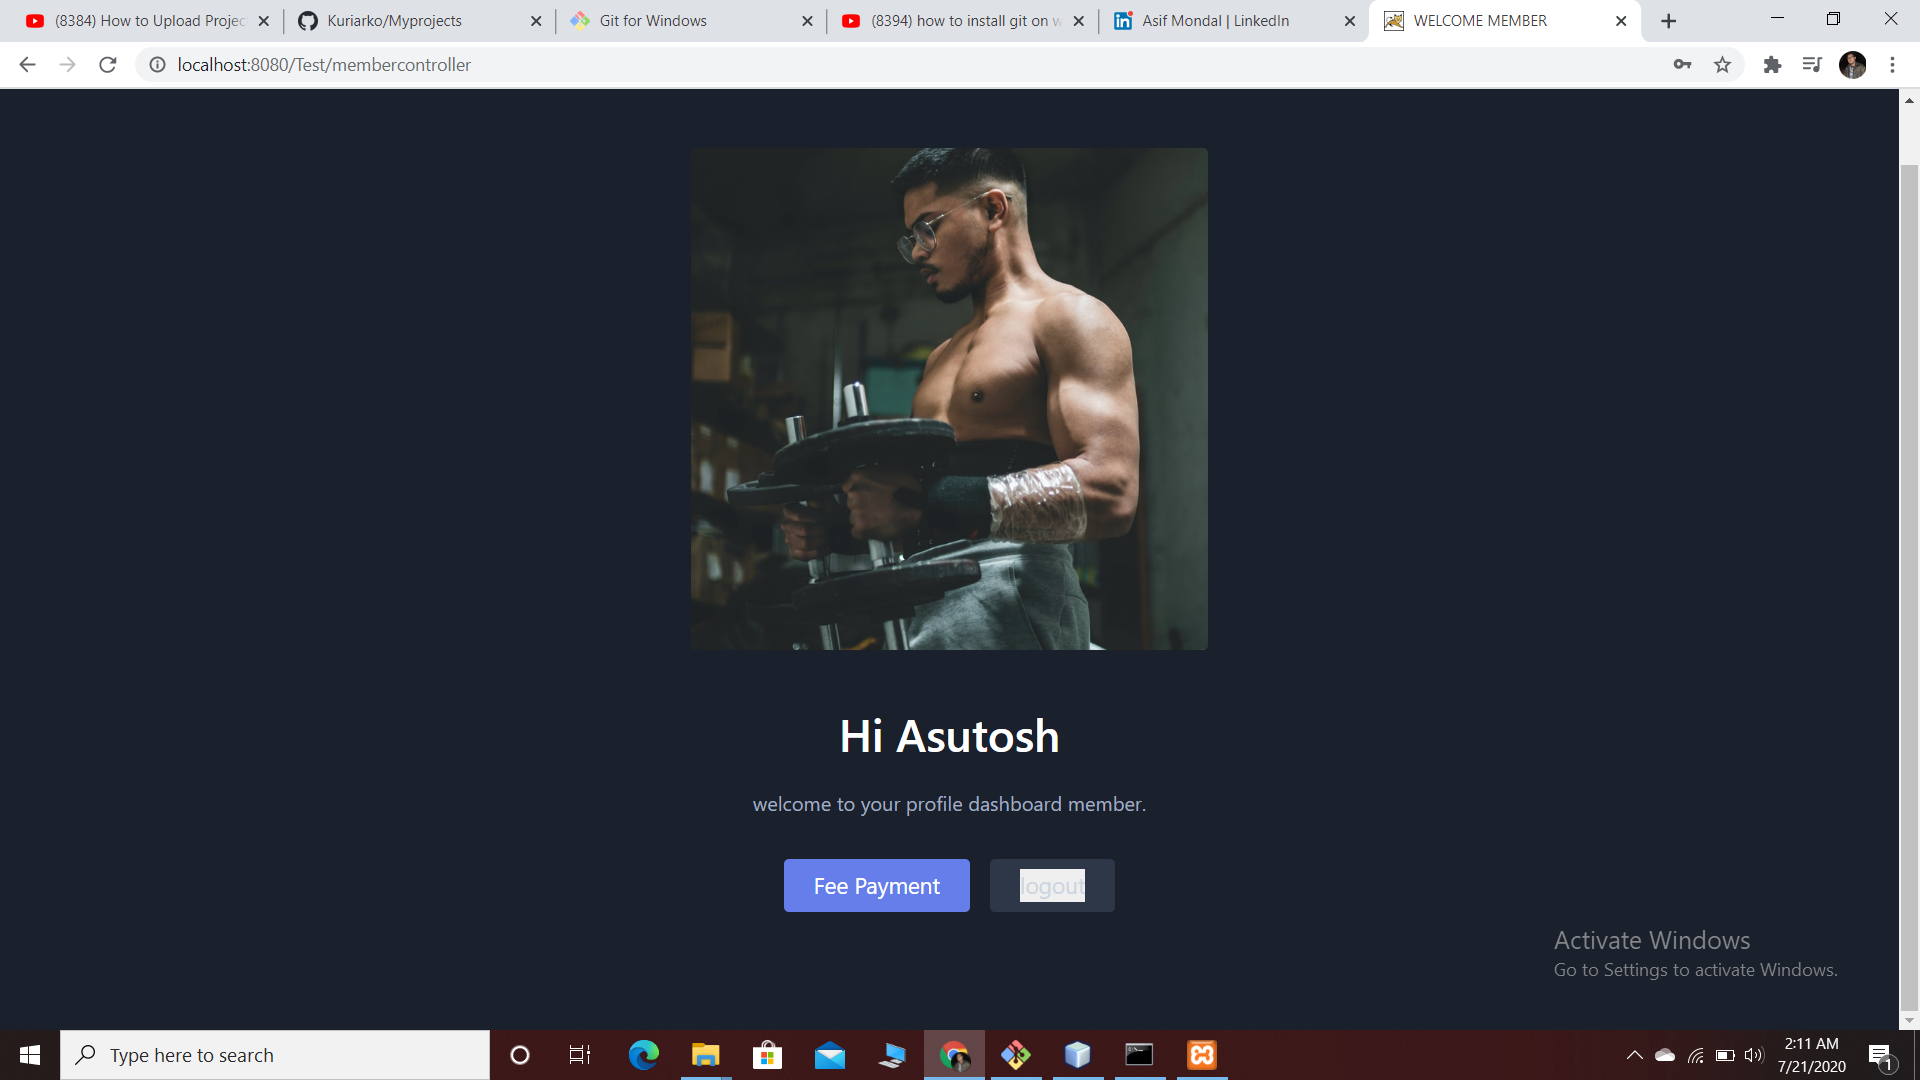 (8384) How to Upload Projec
Kuriarko/Myprojects
Git for Windows
(8394) how to install git on w
Asif Mondal | LinkedIn
WELCOME MEMBER
localhost:8080/Test/membercontroller
Hi Asutosh
welcome to your profile dashboard member.
Fee Payment
logout
Activate Windows
Go to Settings to activate Windows.
Type here to search
2:11 AM
7/21/2020
1